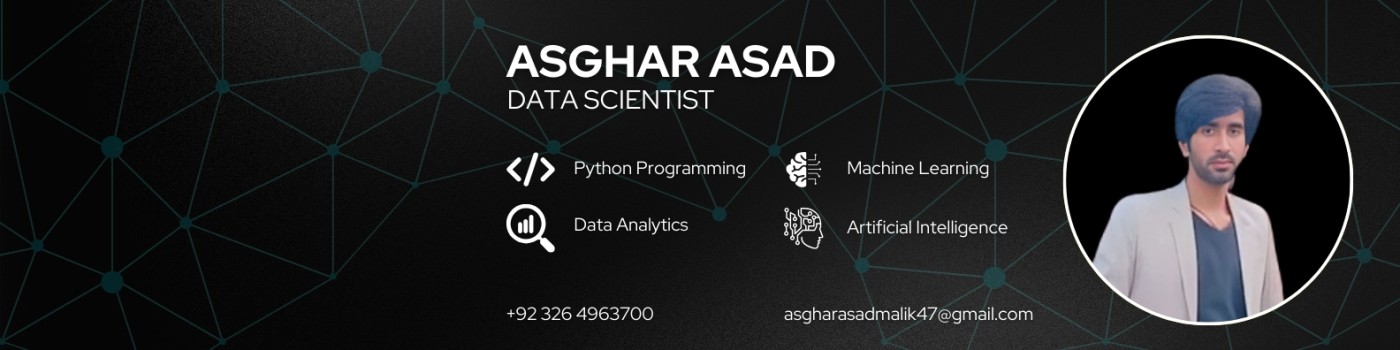 ASGHAR ASAD
DATA SCIENTIST
Python Programming
Machine Learning
Data Analytics
Artificial Intelligence
+92 326 4963700
asgharasadmalik47@gmail.com